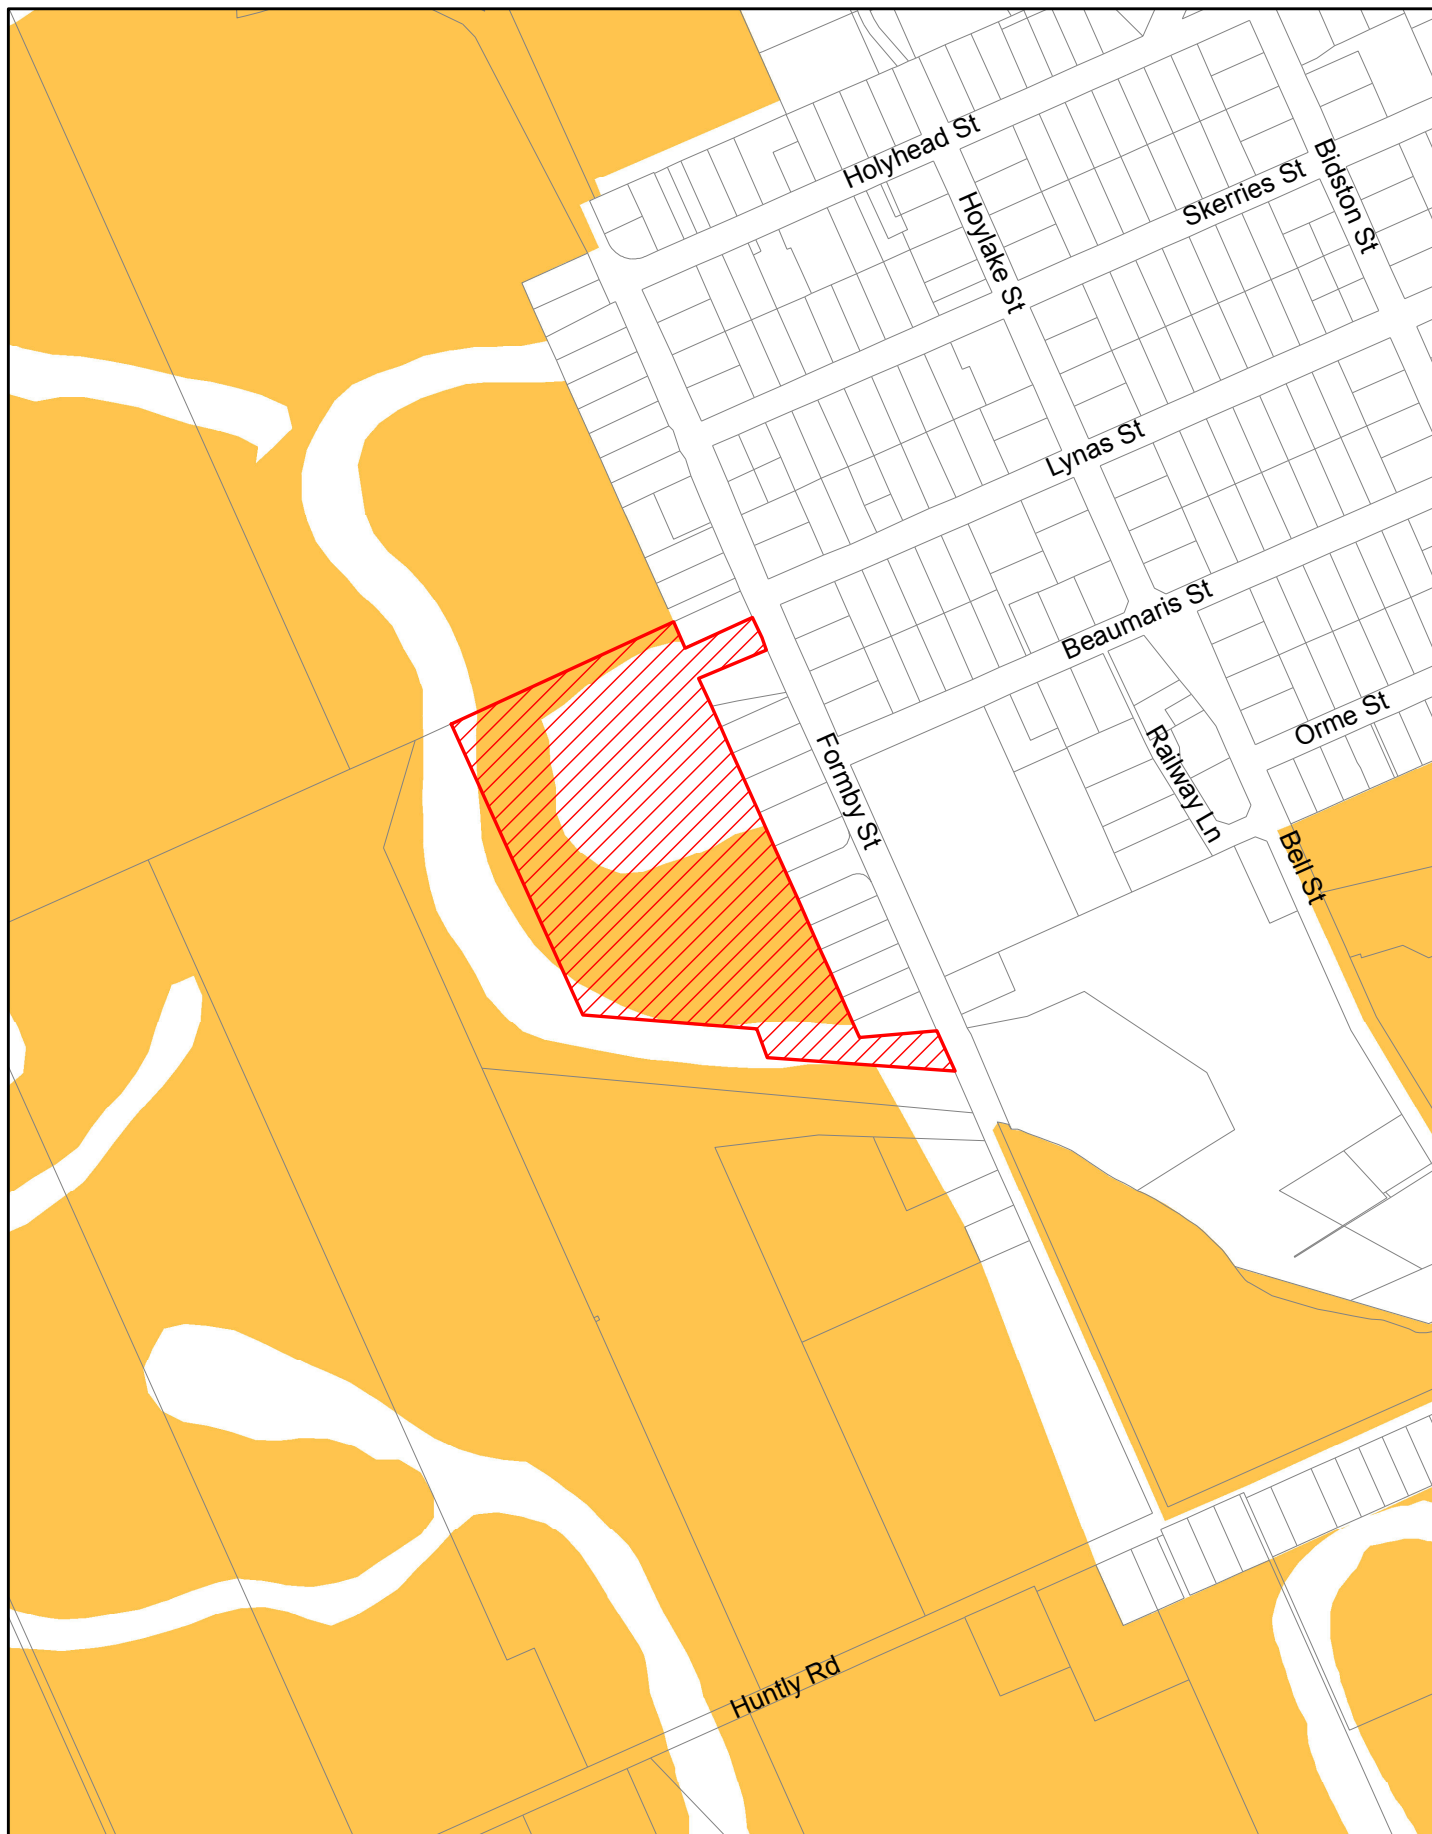 Holyhead St
Bidston St
Skerries St
Hoylake St
Lynas St
Beaumaris St
Orme St
Railway Ln
Formby St
Bell St
Huntly Rd